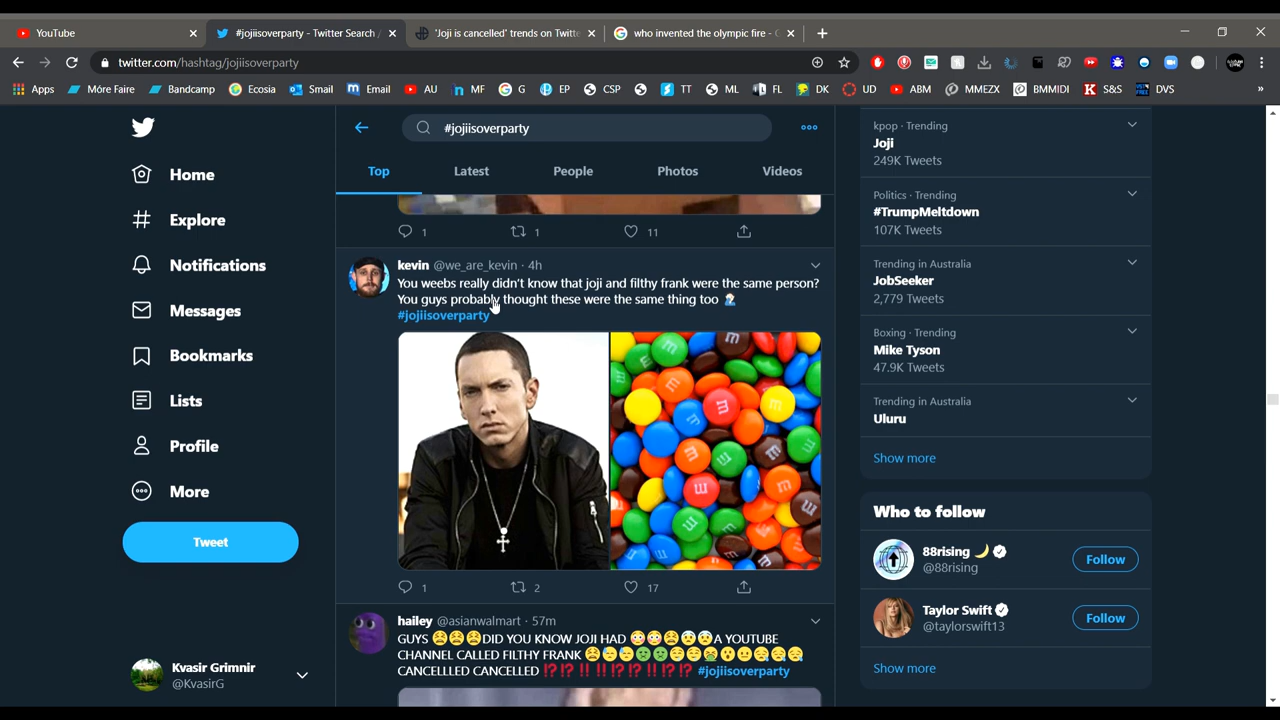 YouTube
#jojiisoverparty - Twitter Search /
'Joji is cancelled' trends on Twitte
who invented the olympic fire - G
twitter.com/hashtag/jojiisoverparty
Apps
Móre Faire
Bandcamp
Ecosia
Smail
Email
AU
MF
G
EP
CSP
TT
ML
FL
DK
UD
ABM
MMEZX
BMMIDI
S&S
DVS
Home
Explore
Notifications
Messages
Bookmarks
Lists
Profile
More
Tweet
Kvasir Grimnir
@KvasirG
#jojiisoverparty
Top
Latest
People
Photos
Videos
1
1
11
kevin @we_are_kevin · 4h
You weebs really didn't know that joji and filthy frank were the same person?
You guys probably thought these were the same thing too 🤦🏻‍♂️
#jojiisoverparty
1
2
17
hailey @asianwalmart · 57m
GUYS 😩😩😩DID YOU KNOW JOJI HAD 😳😳😩😨😨A YOUTUBE
CHANNEL CALLED FILTHY FRANK
CANCELLLED CANCELLED ⁉️⁉️‼️‼️⁉️⁉️‼️⁉️⁉️ #jojiisoverparty
kpop · Trending
Joji
249K Tweets
Politics · Trending
#TrumpMeltdown
107K Tweets
Trending in Australia
JobSeeker
2,779 Tweets
Boxing · Trending
Mike Tyson
47.9K Tweets
Trending in Australia
Uluru
Show more
Who to follow
88rising 🌙
@88rising
Follow
Taylor Swift
@taylorswift13
Follow
Show more